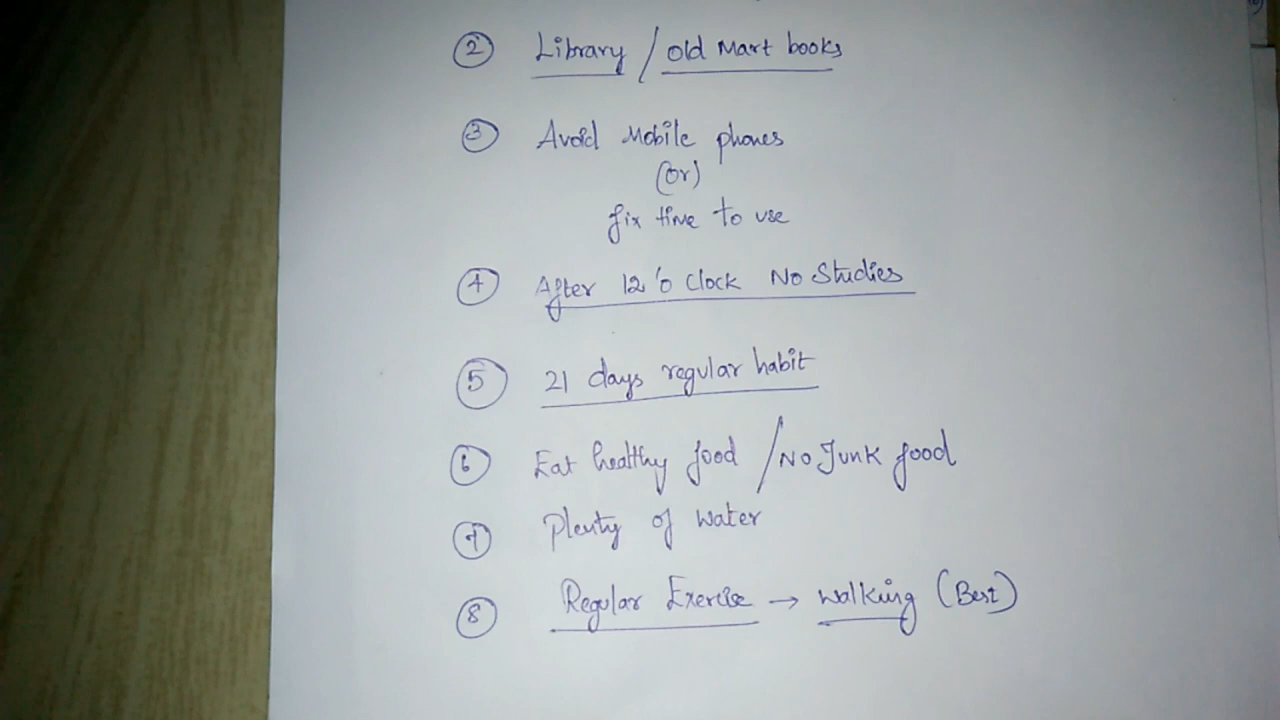 ② Library / old Mart books
③ Avoid Mobile phones
(or)
fix time to use
④ After 12 'o Clock No Studies
⑤ 21 days regular habit
⑥ Eat healthy food / No Junk food
⑦ Plenty of water
⑧ Regular Exercise → walking (Best)